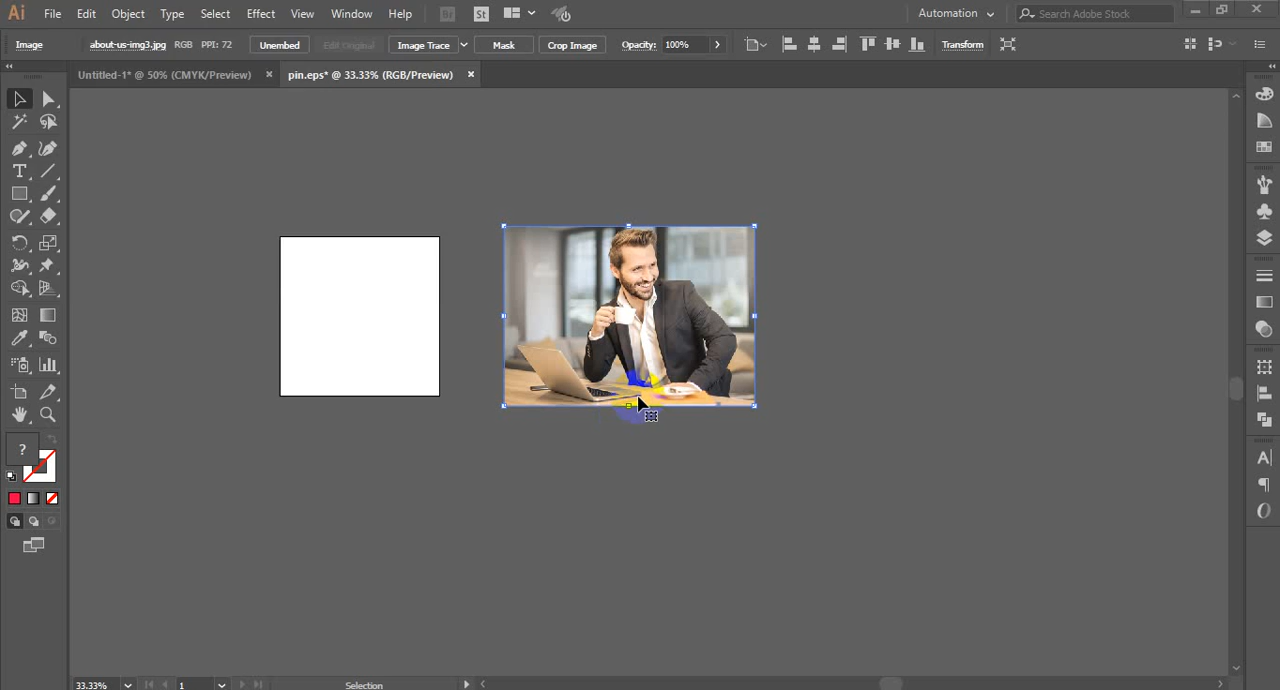 Ai File Edit Object Type Select Effect View Window Help Br St Automation Search Adobe Stock
Image about-us-img3.jpg RGB PPI: 72 Unembed Edit Original Image Trace Mask Crop Image Opacity: 100% Transform
Untitled-1* @ 50% (CMYK/Preview) pin.eps* @ 33.33% (RGB/Preview)
T
?
A
33.33% 1 Selection